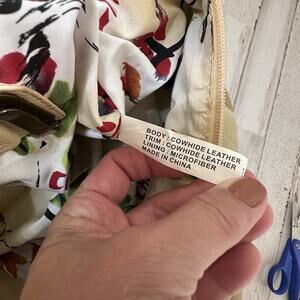 BODY : COWHIDE LEATHER
TRIM : COWHIDE LEATHER
LINING : MICROFIBER
MADE IN CHINA